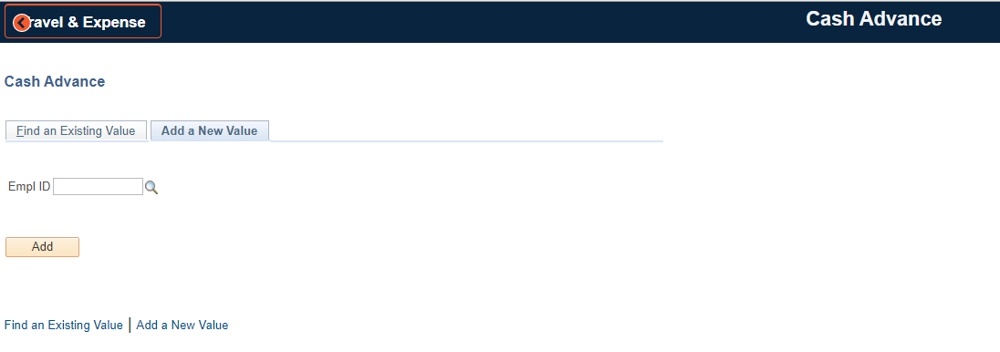 ravel & Expense
Cash Advance
Cash Advance
Find an Existing Value
Add a New Value
Empl ID
Add
Find an Existing Value | Add a New Value